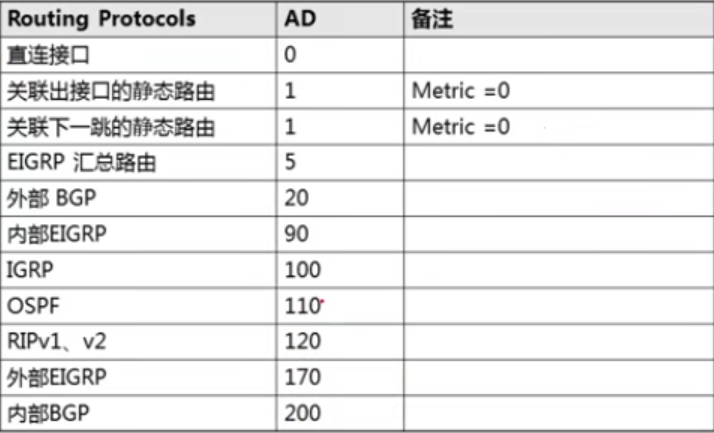 Routing Protocols AD 备注
直连接口 0
关联出接口的静态路由 1 Metric =0
关联下一跳的静态路由 1 Metric =0
EIGRP 汇总路由 5
外部 BGP 20
内部EIGRP 90
IGRP 100
OSPF 110
RIPv1、v2 120
外部EIGRP 170
内部BGP 200